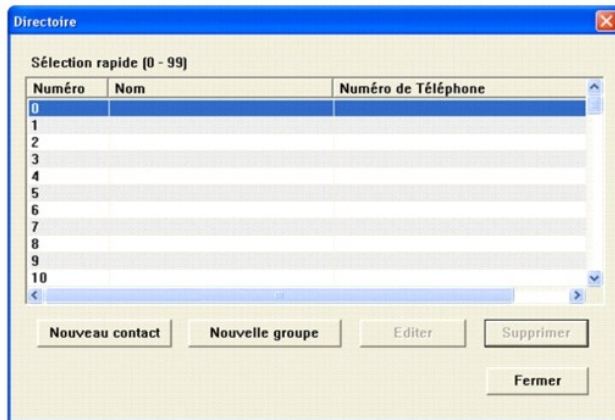 Directoire
Sélection rapide (0 - 99)
Numéro Nom Numéro de Téléphone
0
1
2
3
4
5
6
7
8
9
10
Nouveau contact Nouvelle groupe Editer Supprimer
Fermer